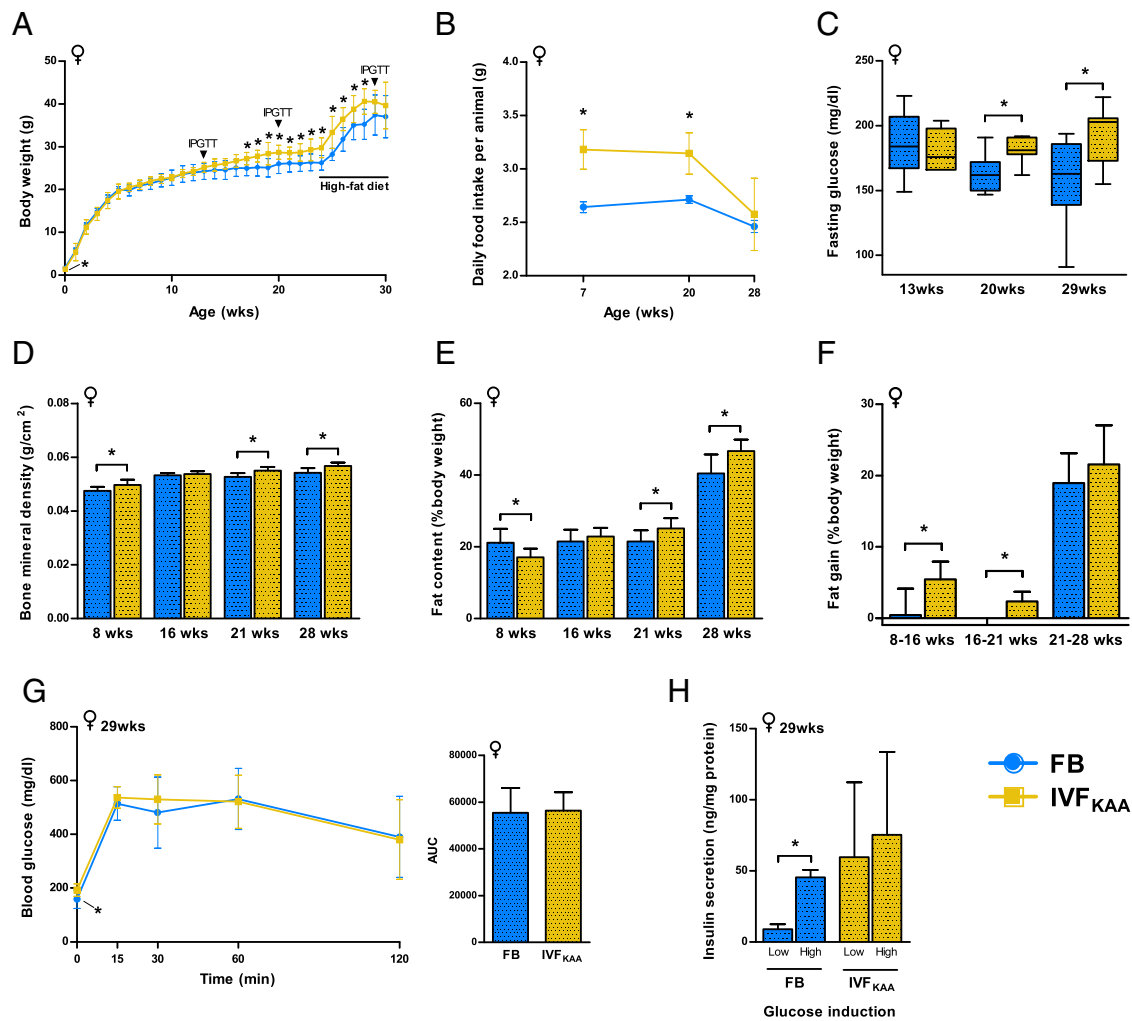 A
♀
Body weight (g)
50
40
30
20
10
0
0
10
20
30
IPGTT
IPGTT
IPGTT
* * * * * * * * * * * *
*
High-fat diet
Age (wks)
B
♀
Daily food intake per animal (g)
4.0
3.5
3.0
2.5
2.0
*
*
7
20
28
Age (wks)
C
♀
Fasting glucose (mg/dl)
250
200
150
100
*
*
13wks
20wks
29wks
D
♀
Bone mineral density (g/cm²)
0.08
0.06
0.04
0.02
0.00
*
*
*
8 wks
16 wks
21 wks
28 wks
E
♀
Fat content (%body weight)
60
40
20
0
*
*
*
8 wks
16 wks
21 wks
28 wks
F
♀
Fat gain (%body weight)
30
20
10
0
*
*
8-16 wks
16-21 wks
21-28 wks
G
♀ 29wks
Blood glucose (mg/dl)
800
600
400
200
0
*
0
15
30
60
120
Time (min)
♀
AUC
80000
60000
40000
20000
0
FB
IVFKAA
H
♀ 29wks
Insulin secretion (ng/mg protein)
150
100
50
0
*
Low
High
Low
High
FB
IVFKAA
Glucose induction
FB
IVFKAA